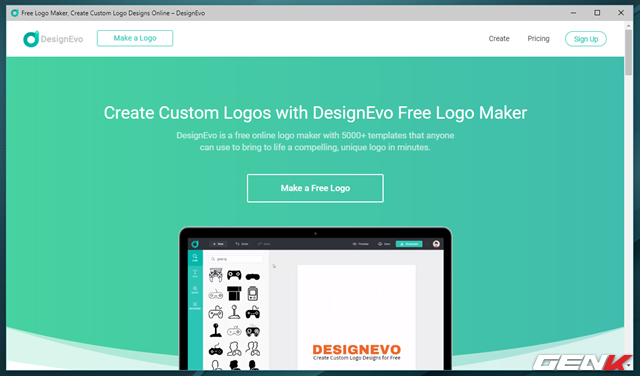 Free Logo Maker, Create Custom Logo Designs Online – DesignEvo
DesignEvo
Make a Logo
Create
Pricing
Sign Up
Create Custom Logos with DesignEvo Free Logo Maker
DesignEvo is a free online logo maker with 5000+ templates that anyone
can use to bring to life a compelling, unique logo in minutes.
Make a Free Logo
DESIGNEVO
Create Custom Logo Designs for Free
GENK